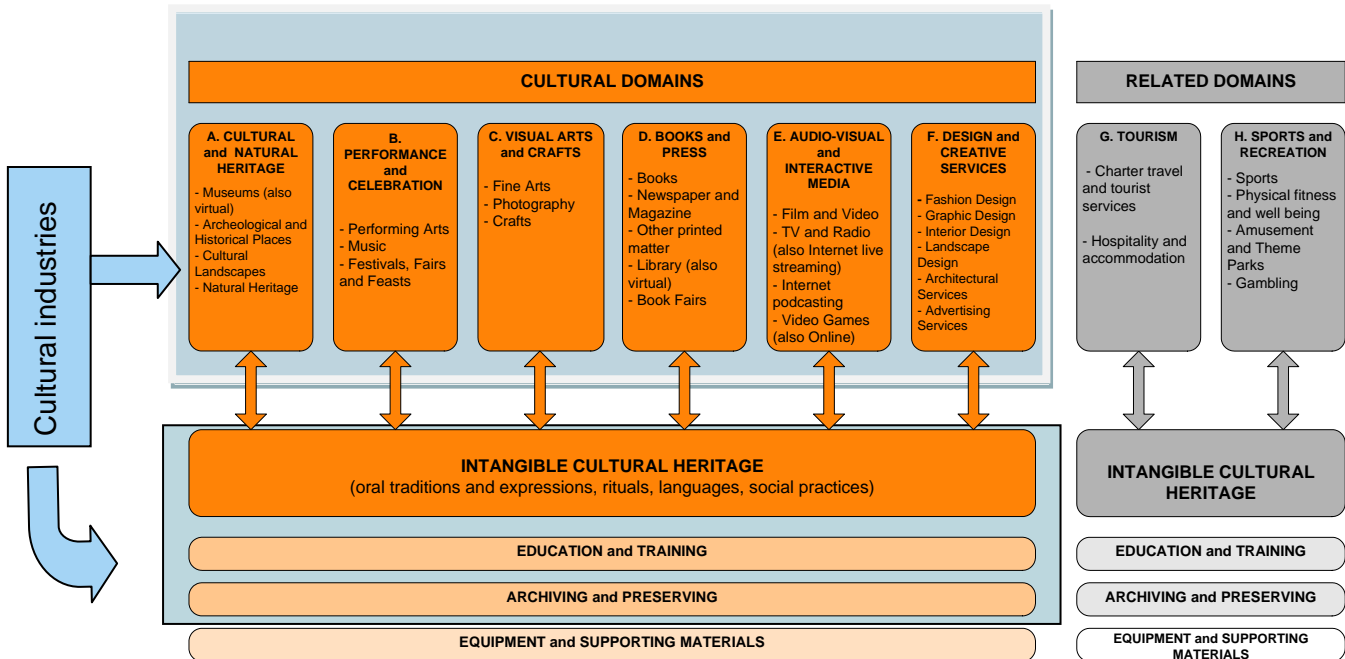 Cultural industries
CULTURAL DOMAINS
A. CULTURAL
and NATURAL
HERITAGE
- Museums (also
virtual)
- Archeological and
Historical Places
- Cultural
Landscapes
- Natural Heritage
B.
PERFORMANCE
and
CELEBRATION
- Performing Arts
- Music
- Festivals, Fairs
and Feasts
C. VISUAL ARTS
and CRAFTS
- Fine Arts
- Photography
- Crafts
D. BOOKS and
PRESS
- Books
- Newspaper and
Magazine
- Other printed
matter
- Library (also
virtual)
- Book Fairs
E. AUDIO-VISUAL
and
INTERACTIVE
MEDIA
- Film and Video
- TV and Radio
(also Internet live
streaming)
- Internet
podcasting
- Video Games
(also Online)
F. DESIGN and
CREATIVE
SERVICES
- Fashion Design
- Graphic Design
- Interior Design
- Landscape
Design
- Architectural
Services
- Advertising
Services
INTANGIBLE CULTURAL HERITAGE
(oral traditions and expressions, rituals, languages, social practices)
EDUCATION and TRAINING
ARCHIVING and PRESERVING
EQUIPMENT and SUPPORTING MATERIALS
RELATED DOMAINS
G. TOURISM
- Charter travel
and tourist
services
- Hospitality and
accommodation
H. SPORTS and
RECREATION
- Sports
- Physical fitness
and well being
- Amusement
and Theme
Parks
- Gambling
INTANGIBLE CULTURAL
HERITAGE
EDUCATION and TRAINING
ARCHIVING and PRESERVING
EQUIPMENT and SUPPORTING
MATERIALS